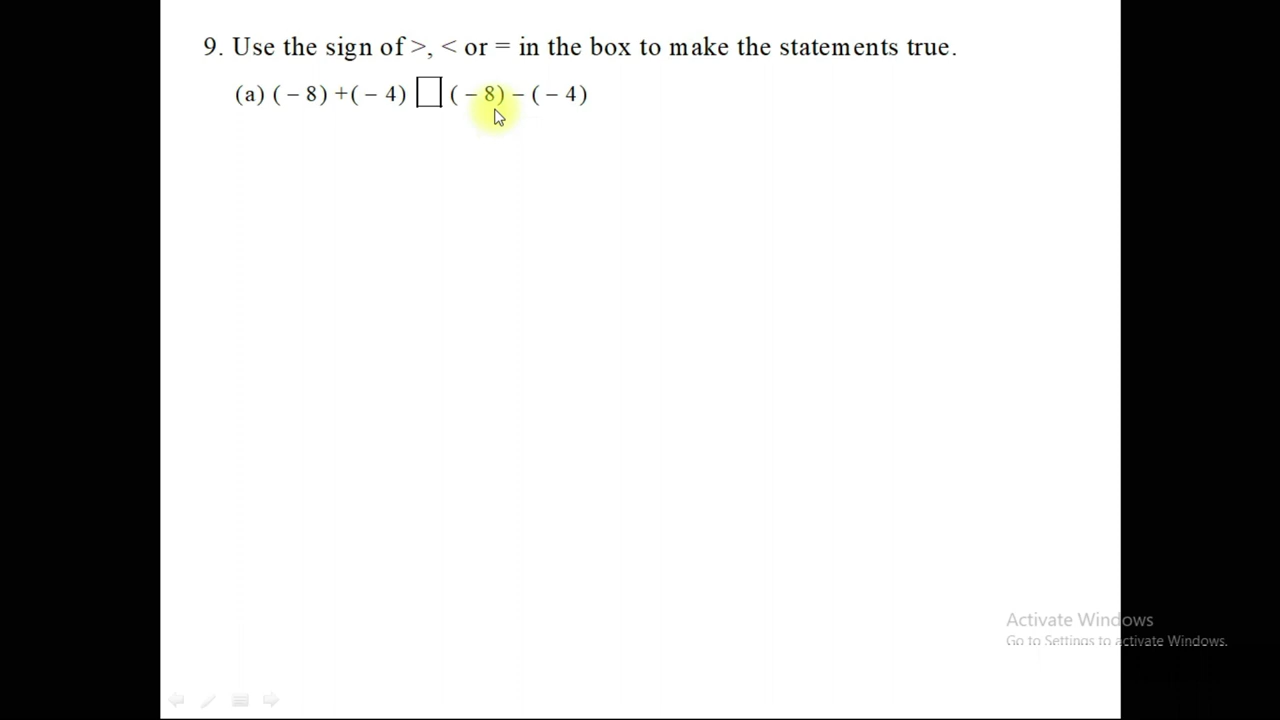 9. Use the sign of >, < or = in the box to make the statements true.
(a) (– 8) +(– 4) □ (– 8) – (– 4)
Activate Windows
Go to Settings to activate Windows.